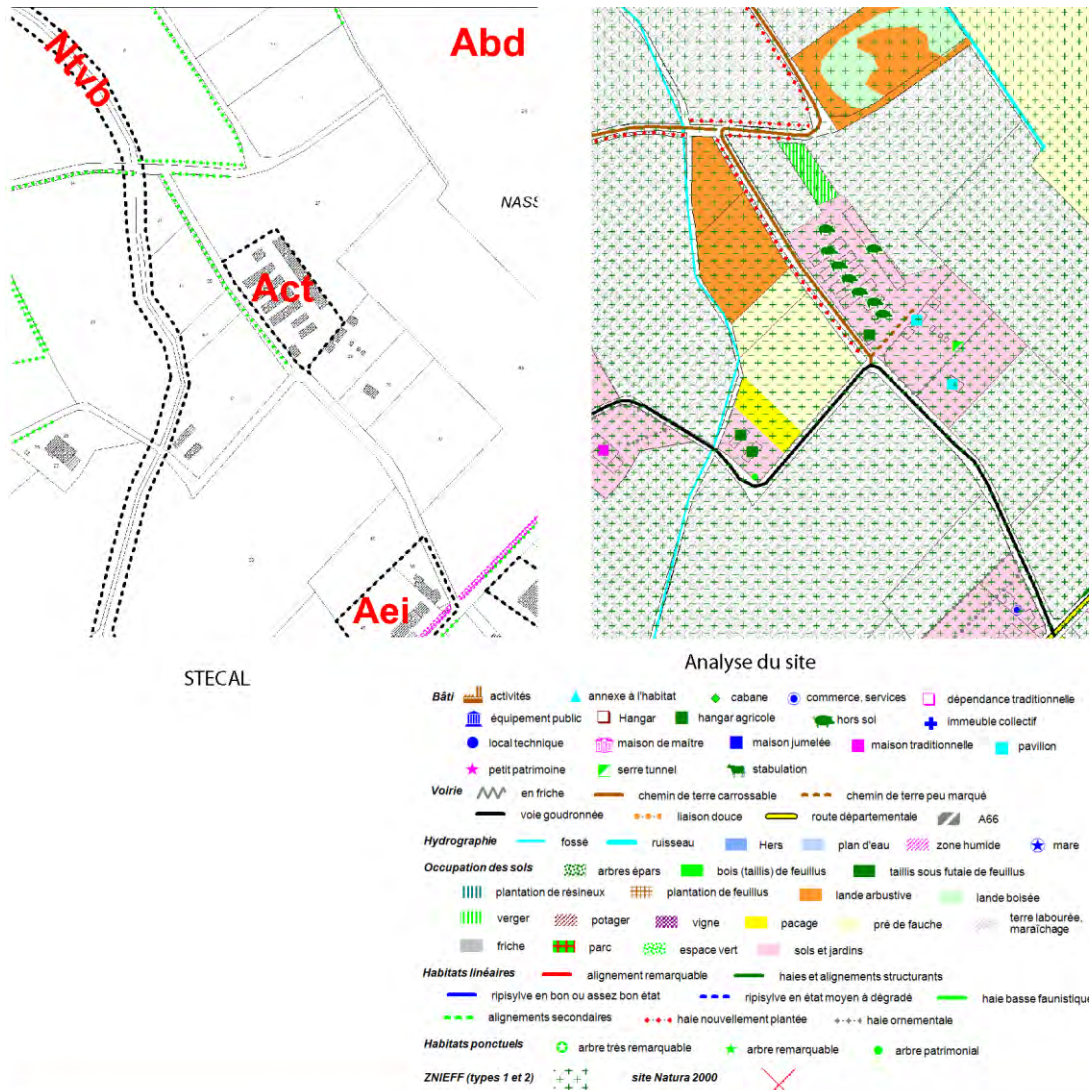 Ntvb
Abd
NASS
Act
Aei
STECAL
Analyse du site
Bâti activités annexe à l'habitat cabane commerce, services dépendance traditionnelle
équipement public Hangar hangar agricole hors sol immeuble collectif
local technique maison de maître maison jumelée maison traditionnelle pavillon
petit patrimoine serre tunnel stabulation
Voirie en friche chemin de terre carrossable chemin de terre peu marqué
voie goudronnée liaison douce route départementale A66
Hydrographie fossé ruisseau Hers plan d'eau zone humide mare
Occupation des sols arbres épars bois (taillis) de feuillus taillis sous futaie de feuillus
plantation de résineux plantation de feuillus lande arbustive lande boisée
verger potager vigne pacage pré de fauche terre labourée,
maraîchage
friche parc espace vert sols et jardins
Habitats linéaires alignement remarquable haies et alignements structurants
ripisylve en bon ou assez bon état ripisylve en état moyen à dégradé haie basse faunistique
alignements secondaires haie nouvellement plantée haie ornementale
Habitats ponctuels arbre très remarquable arbre remarquable arbre patrimonial
ZNIEFF (types 1 et 2) site Natura 2000